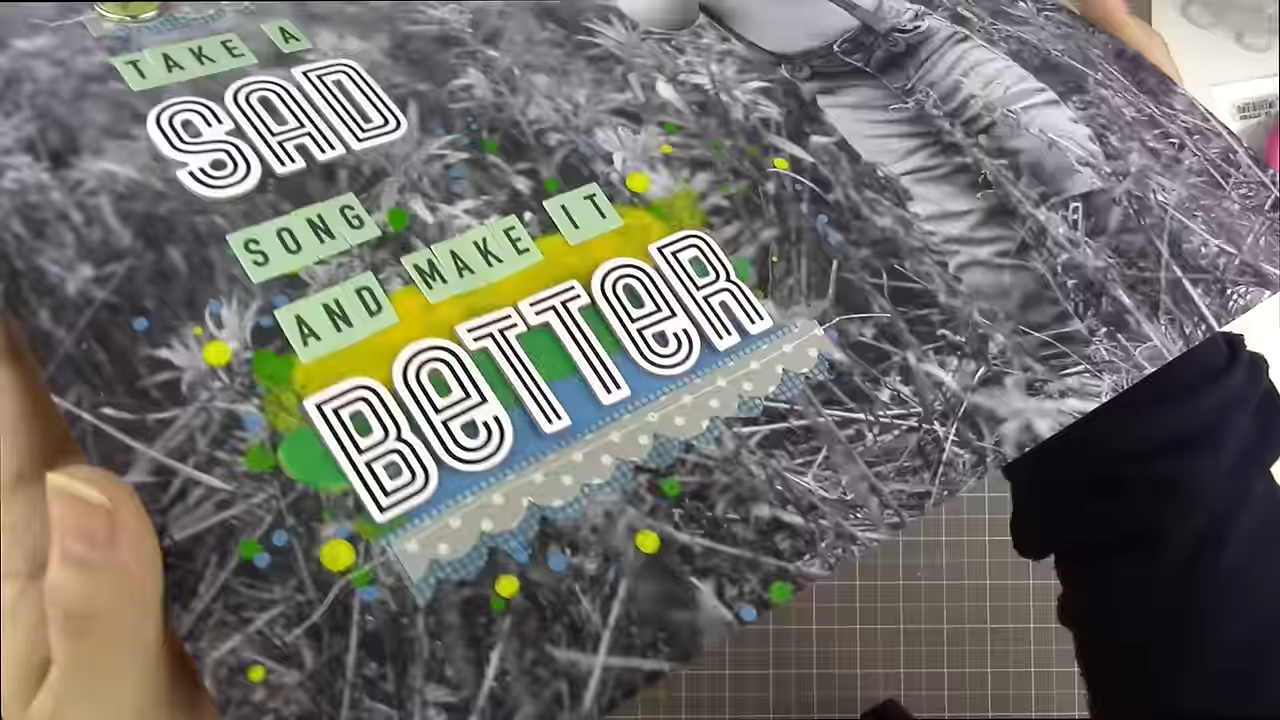 TAKE A
SAD
SONG
AND MAKE IT
BeTTeR